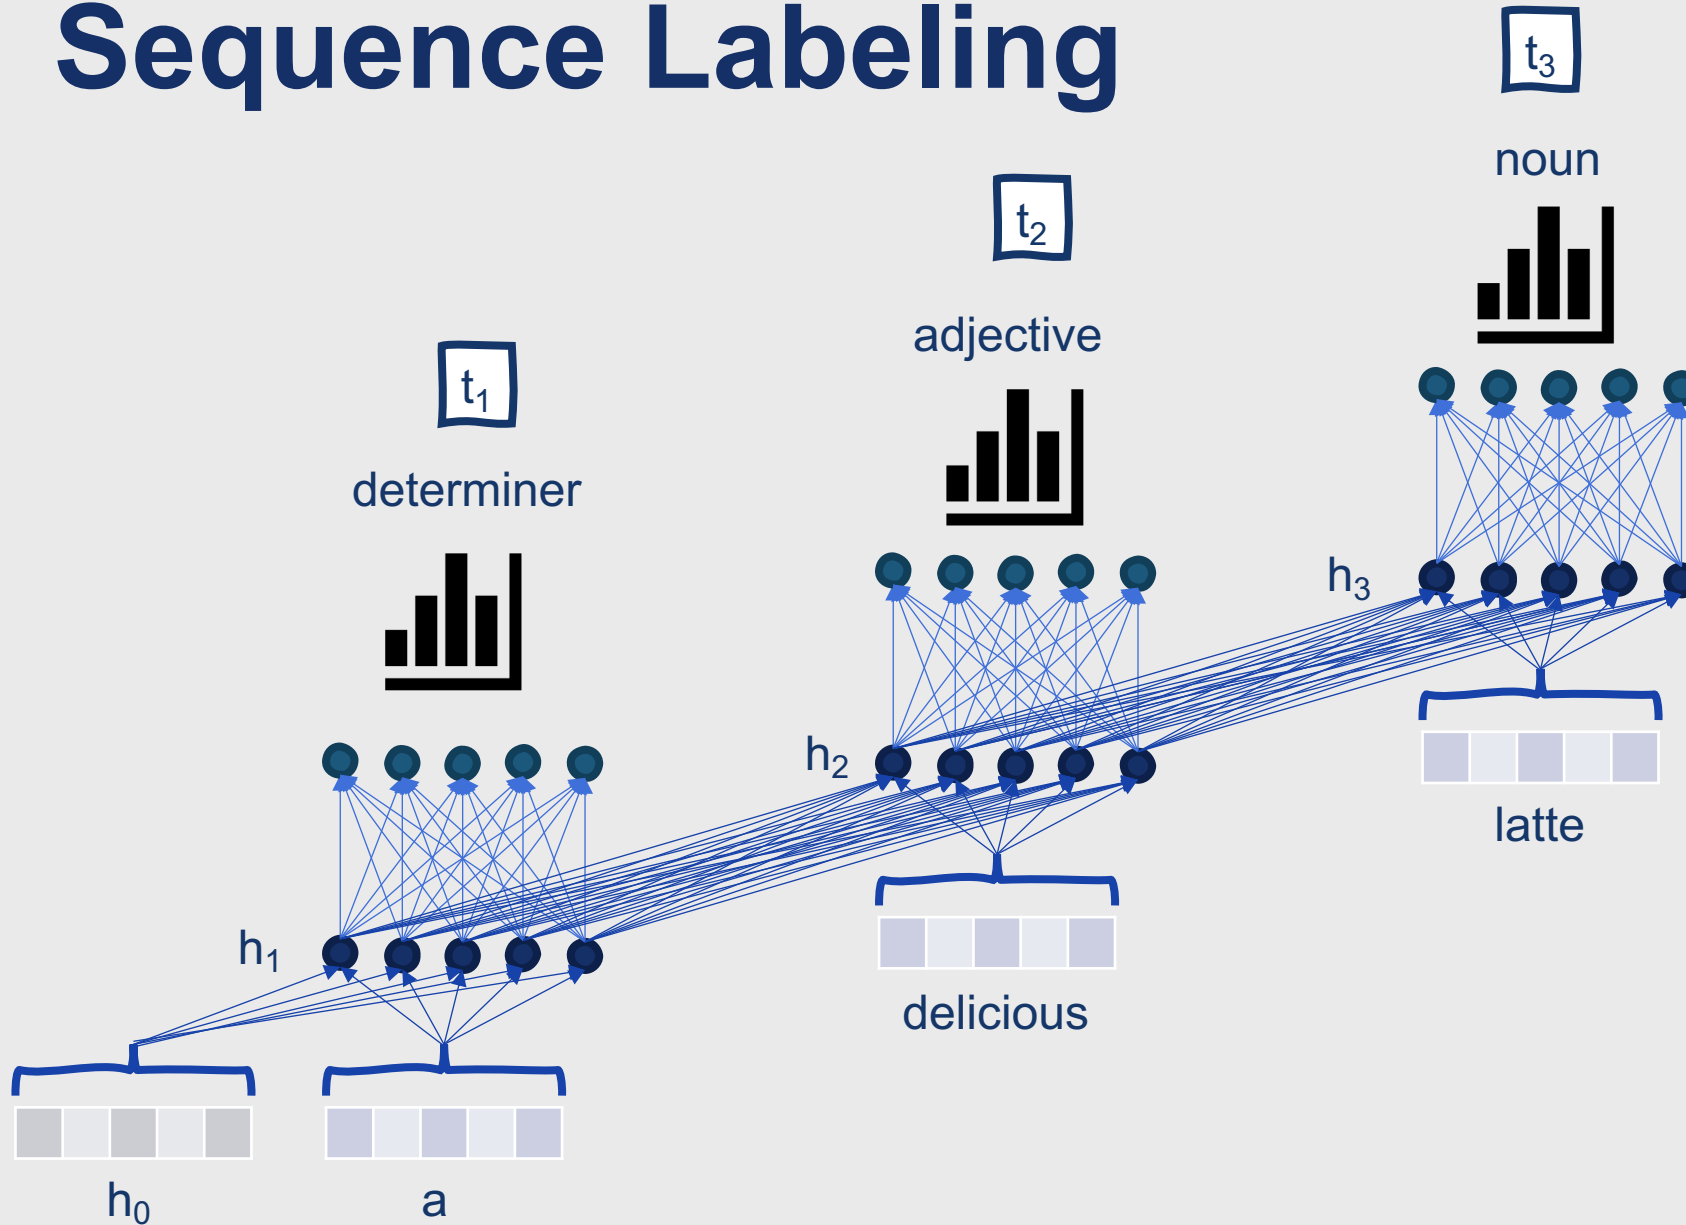 Sequence Labeling
t₃
noun
t₂
adjective
t₁
determiner
h₃
h₂
latte
h₁
delicious
h₀
a